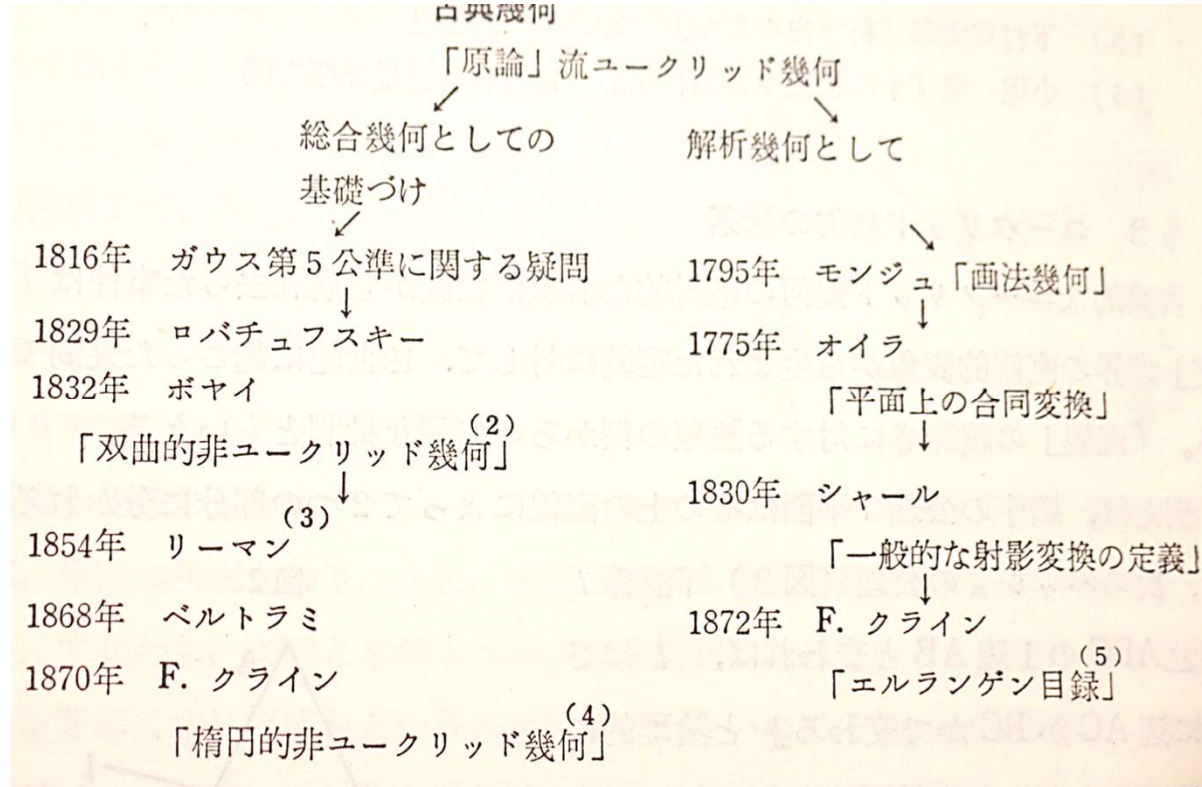 古典幾何
「原論」流ユークリッド幾何
総合幾何としての
基礎づけ
1816年 ガウス第5公準に関する疑問
1829年 ロバチェフスキー
1832年 ボヤイ
「双曲的非ユークリッド幾何」(2)
1854年 リーマン(3)
1868年 ベルトラミ
1870年 F. クライン
「楕円的非ユークリッド幾何」(4)
解析幾何として
1795年 モンジュ「画法幾何」
1775年 オイラ
「平面上の合同変換」
1830年 シャール
「一般的な射影変換の定義」
1872年 F. クライン
「エルランゲン目録」(5)